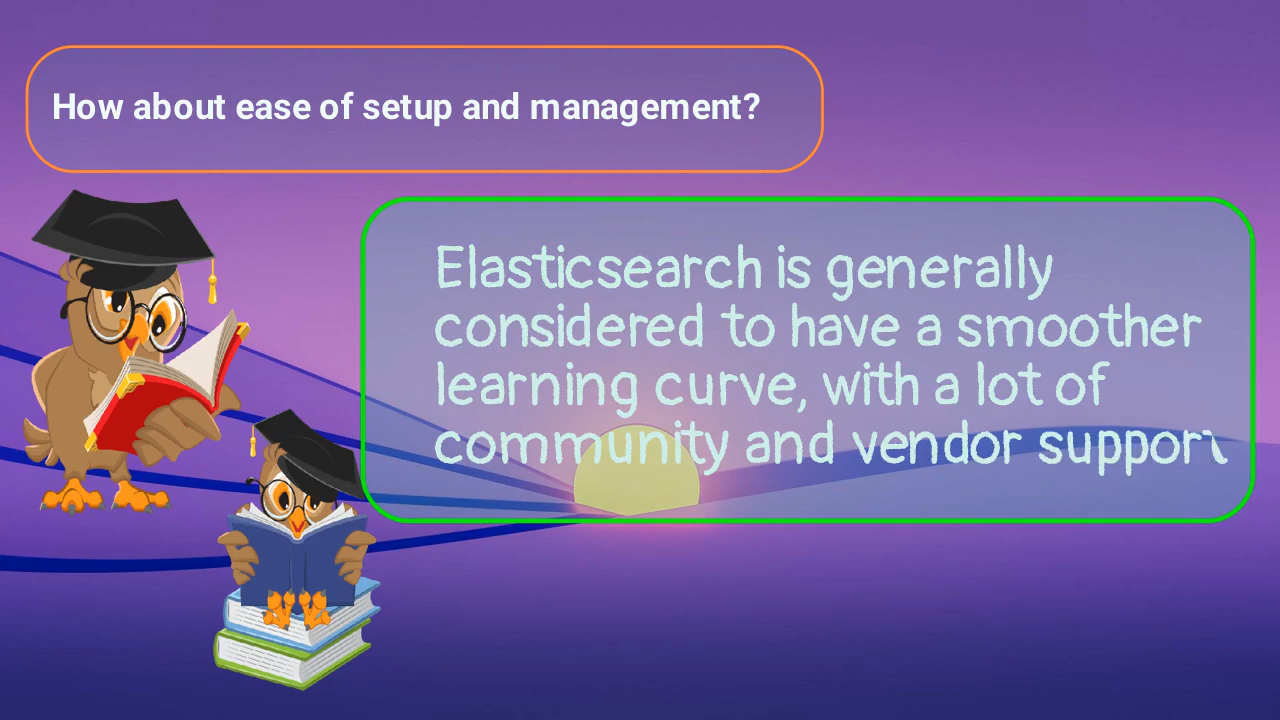 How about ease of setup and management?
Elasticsearch is generally
considered to have a smoother
learning curve, with a lot of
community and vendor